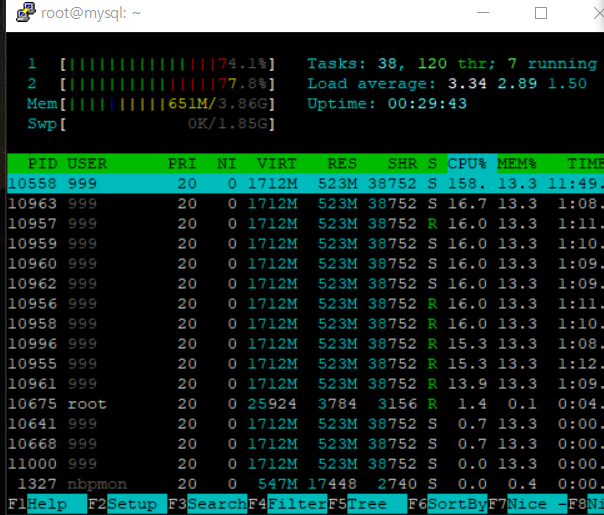 root@mysql: ~
1 [||||||||||||||||||74.1%] Tasks: 38, 120 thr; 7 running
2 [||||||||||||||||||77.8%] Load average: 3.34 2.89 1.50
Mem[|||||||||||651M/3.86G] Uptime: 00:29:43
Swp[ 0K/1.85G]
PID USER PRI NI VIRT RES SHR S CPU% MEM% TIME
10558 999 20 0 1712M 523M 38752 S 158. 13.3 11:49.
10963 999 20 0 1712M 523M 38752 S 16.7 13.3 1:08.
10957 999 20 0 1712M 523M 38752 R 16.0 13.3 1:11.
10959 999 20 0 1712M 523M 38752 S 16.0 13.3 1:10.
10960 999 20 0 1712M 523M 38752 S 16.0 13.3 1:09.
10962 999 20 0 1712M 523M 38752 S 16.0 13.3 1:09.
10956 999 20 0 1712M 523M 38752 R 16.0 13.3 1:11.
10958 999 20 0 1712M 523M 38752 R 16.0 13.3 1:10.
10996 999 20 0 1712M 523M 38752 R 15.3 13.3 1:08.
10955 999 20 0 1712M 523M 38752 R 15.3 13.3 1:12.
10961 999 20 0 1712M 523M 38752 R 13.9 13.3 1:09.
10675 root 20 0 25924 3784 3156 R 1.4 0.1 0:04.
10641 999 20 0 1712M 523M 38752 S 0.7 13.3 0:00.
10668 999 20 0 1712M 523M 38752 S 0.7 13.3 0:00.
11000 999 20 0 1712M 523M 38752 S 0.0 13.3 0:00.
1327 nbpmon 20 0 547M 17448 2740 S 0.0 0.4 0:00.
F1Help F2Setup F3SearchF4FilterF5Tree F6SortByF7Nice -F8Ni